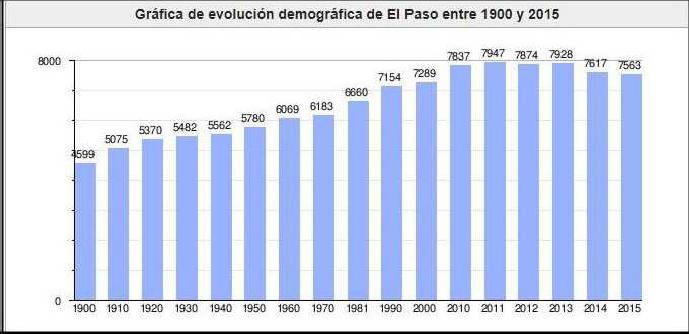 Gráfica de evolución demográfica de El Paso entre 1900 y 2015
8000
4599 5075 5370 5482 5562 5780 6069 6183 6660 7154 7289 7837 7947 7874 7928 7617 7563
0
1900 1910 1920 1930 1940 1950 1960 1970 1981 1990 2000 2010 2011 2012 2013 2014 2015